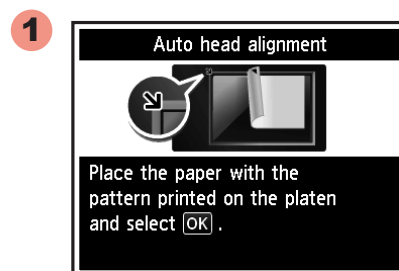 1
Auto head alignment
Place the paper with the
pattern printed on the platen
and select OK .